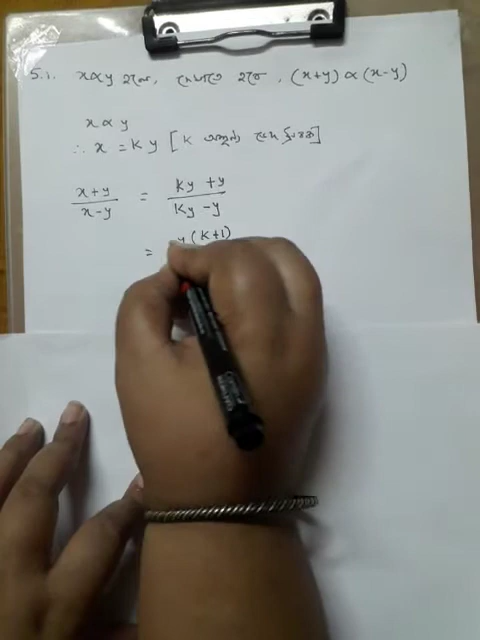 5.1. x∝y হলে, দেখাও যে, (x+y) ∝ (x-y)
x ∝ y
∴ x = Ky [K অশূন্য ভেদ ধ্রুবক]
x+y / x-y = Ky + y / Ky - y
= y(K+1)